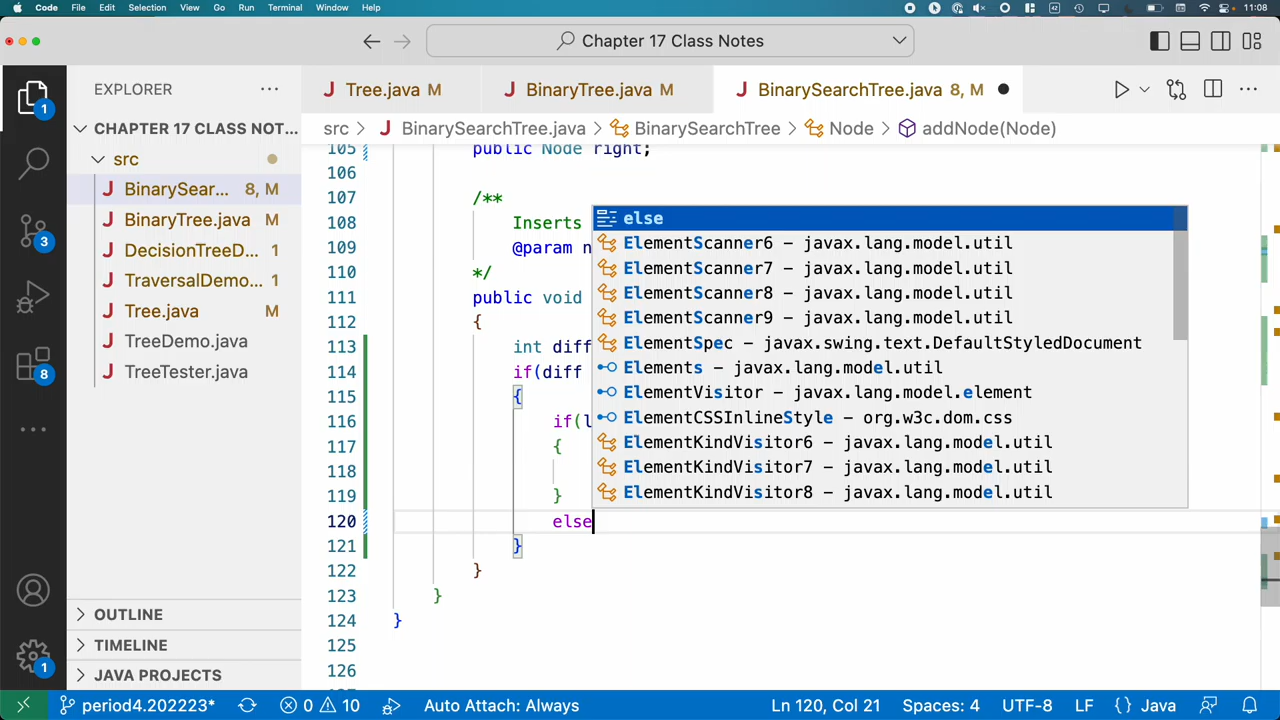 Code File Edit Selection View Go Run Terminal Window Help 11:08
Chapter 17 Class Notes
EXPLORER
Tree.java M
BinaryTree.java M
BinarySearchTree.java 8, M
CHAPTER 17 CLASS NOT...
src > BinarySearchTree.java > BinarySearchTree > Node > addNode(Node)
src
BinarySear... 8, M
BinaryTree.java M
DecisionTreeD... 1
TraversalDemo... 1
Tree.java M
TreeDemo.java
TreeTester.java
105 public Node right;
106
107 /**
108 Inserts
109 @param n
110 */
111 public void
112 {
113 int diff
114 if(diff
115 {
116 if(l
117 {
118
119 }
120 else
121 }
122 }
123 }
124 }
125
126
else
ElementScanner6 – javax.lang.model.util
ElementScanner7 – javax.lang.model.util
ElementScanner8 – javax.lang.model.util
ElementScanner9 – javax.lang.model.util
ElementSpec – javax.swing.text.DefaultStyledDocument
Elements – javax.lang.model.util
ElementVisitor – javax.lang.model.element
ElementCSSInlineStyle – org.w3c.dom.css
ElementKindVisitor6 – javax.lang.model.util
ElementKindVisitor7 – javax.lang.model.util
ElementKindVisitor8 – javax.lang.model.util
1
3
8
1
OUTLINE
TIMELINE
JAVA PROJECTS
period4.202223* 0 10 Auto Attach: Always Ln 120, Col 21 Spaces: 4 UTF-8 LF {} Java